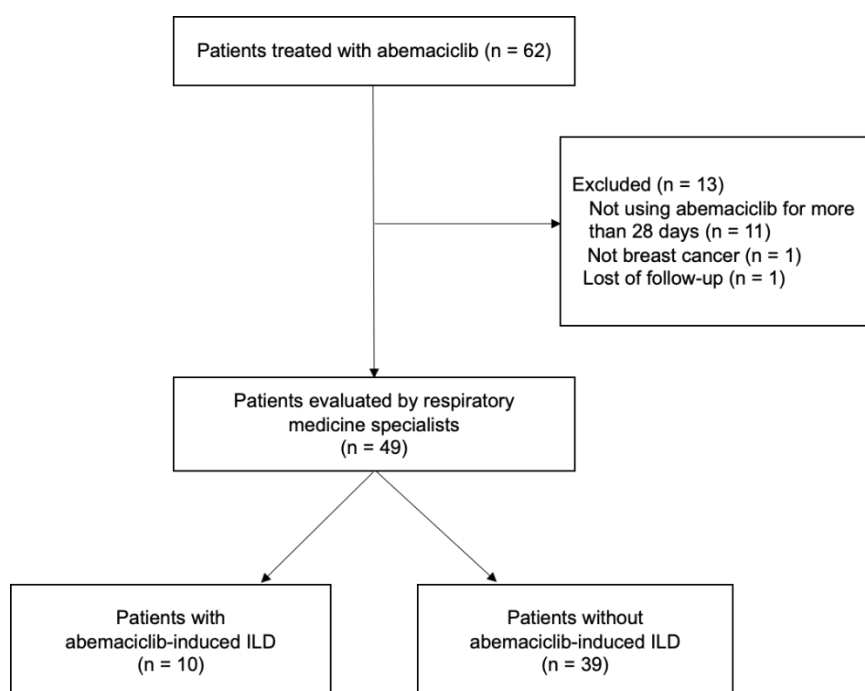 Patients treated with abemaciclib (n = 62)
Excluded (n = 13)
Not using abemaciclib for more
than 28 days (n = 11)
Not breast cancer (n = 1)
Lost of follow-up (n = 1)
Patients evaluated by respiratory
medicine specialists
(n = 49)
Patients with
abemaciclib-induced ILD
(n = 10)
Patients without
abemaciclib-induced ILD
(n = 39)